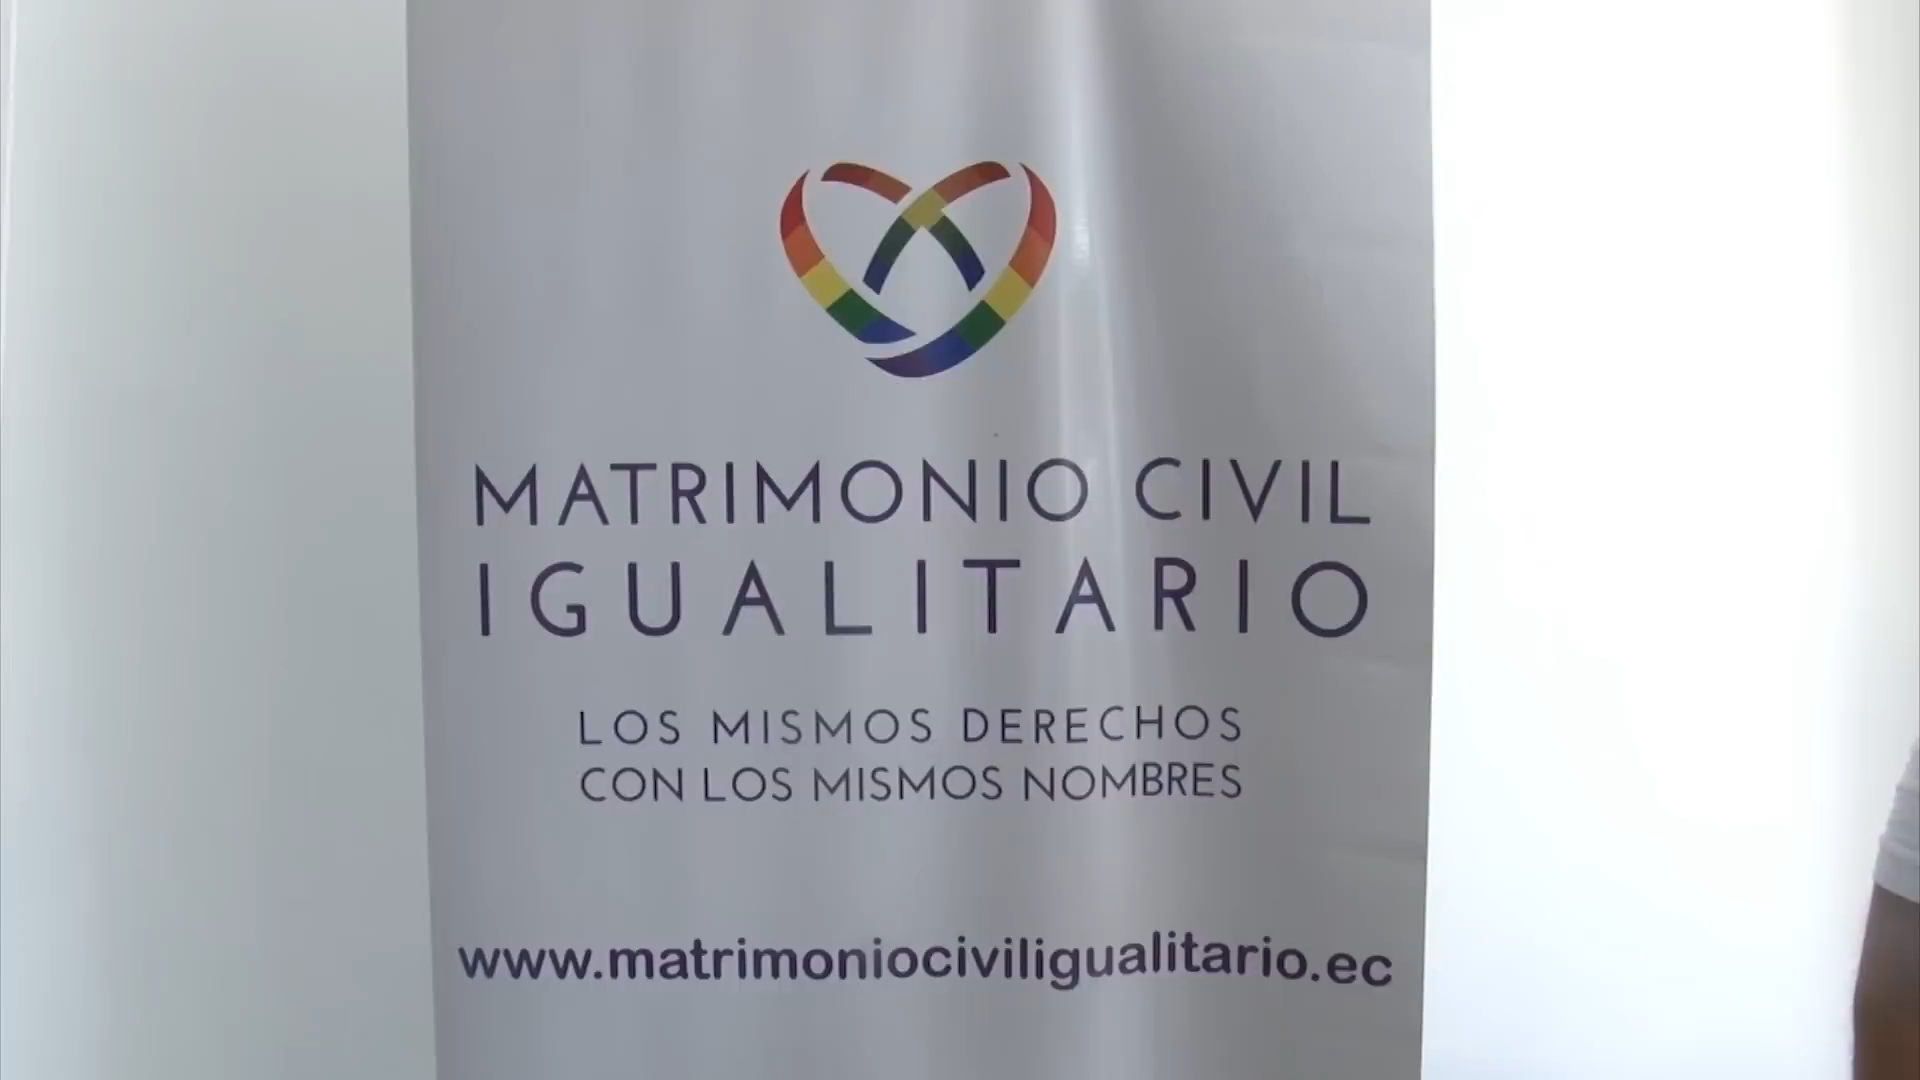 MATRIMONIO CIVIL
IGUALITARIO
LOS MISMOS DERECHOS
CON LOS MISMOS NOMBRES
www.matrimoniociviligualitario.ec